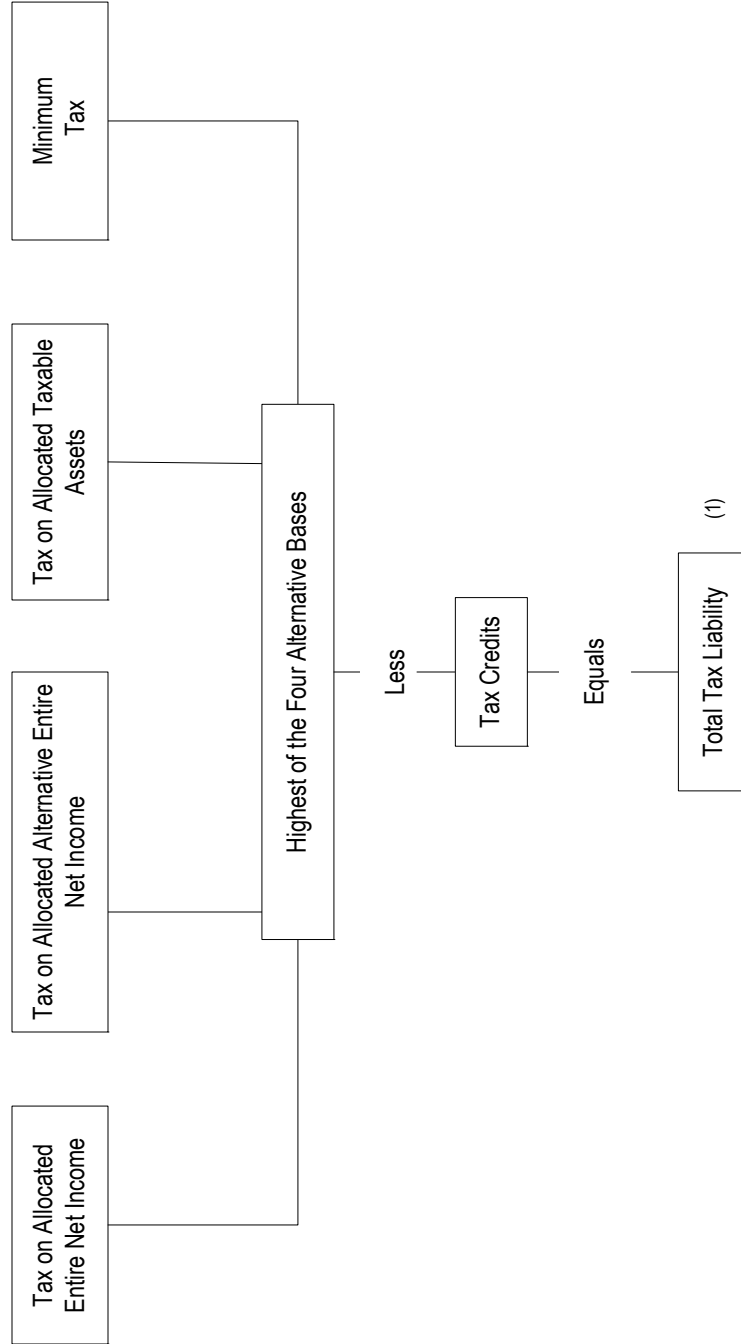 Tax on Allocated
Entire Net Income
Tax on Allocated Alternative Entire
Net Income
Tax on Allocated Taxable
Assets
Minimum
Tax
Highest of the Four Alternative Bases
Less
Tax Credits
Equals
Total Tax Liability
(1)